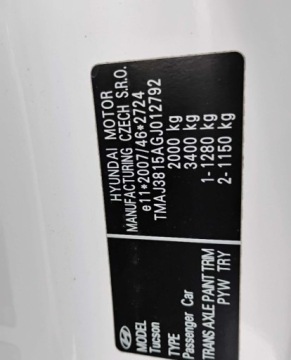 HYUNDAI MOTOR
MANUFACTURING CZECH S.R.O.
e11*2007/46*2724
TMAJ3815AGJ012792
2000 kg
3400 kg
1- 1280 kg
2- 1150 kg
MODEL
Tucson
TYPE
Passenger Car
TRANS AXLE PAINT TRIM
PYW TRY